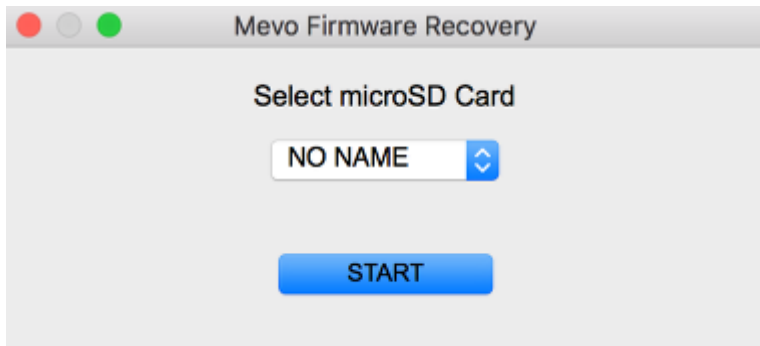 Mevo Firmware Recovery
Select microSD Card
NO NAME
START